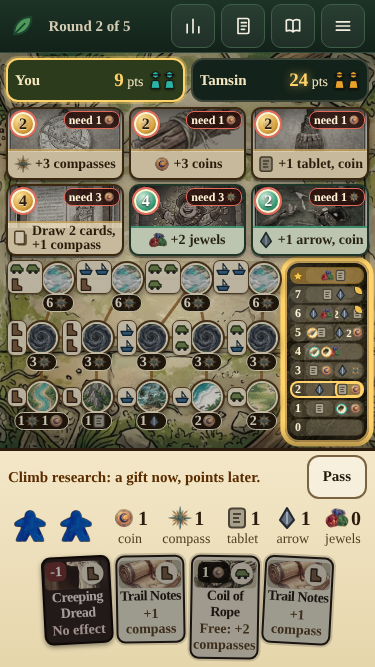 Round 2 of 5
You 9 pts
Tamsin 24 pts
2 need 1
+3 compasses
2 need 1
+3 coins
2 need 1
+1 tablet, coin
4 need 3
Draw 2 cards,
+1 compass
4 need 3
+2 jewels
2 need 1
+1 arrow, coin
6 6 6 6
3 3 3 3 3
1 1 1 1 2 2
7
6
5
4
3
2
1
0
Climb research: a gift now, points later.
Pass
1 coin
1 compass
1 tablet
1 arrow
0 jewels
-1
Creeping
Dread
No effect
Trail Notes
+1
compass
1
Coil of
Rope
Free: +2
compasses
Trail Notes
+1
compass